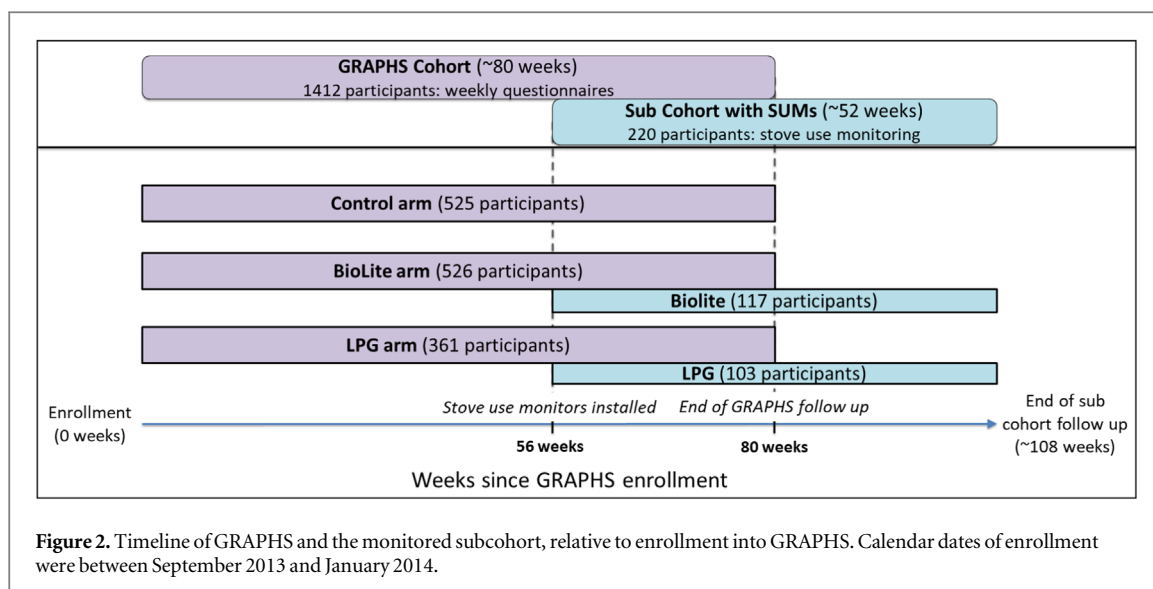 GRAPHS Cohort (~80 weeks)
1412 participants: weekly questionnaires
Sub Cohort with SUMs (~52 weeks)
220 participants: stove use monitoring
Control arm (525 participants)
BioLite arm (526 participants)
Biolite (117 participants)
LPG arm (361 participants)
LPG (103 participants)
Enrollment
(0 weeks)
Stove use monitors installed
End of GRAPHS follow up
End of sub
cohort follow up
(~108 weeks)
56 weeks
80 weeks
Weeks since GRAPHS enrollment
Figure 2. Timeline of GRAPHS and the monitored subcohort, relative to enrollment into GRAPHS. Calendar dates of enrollment
were between September 2013 and January 2014.